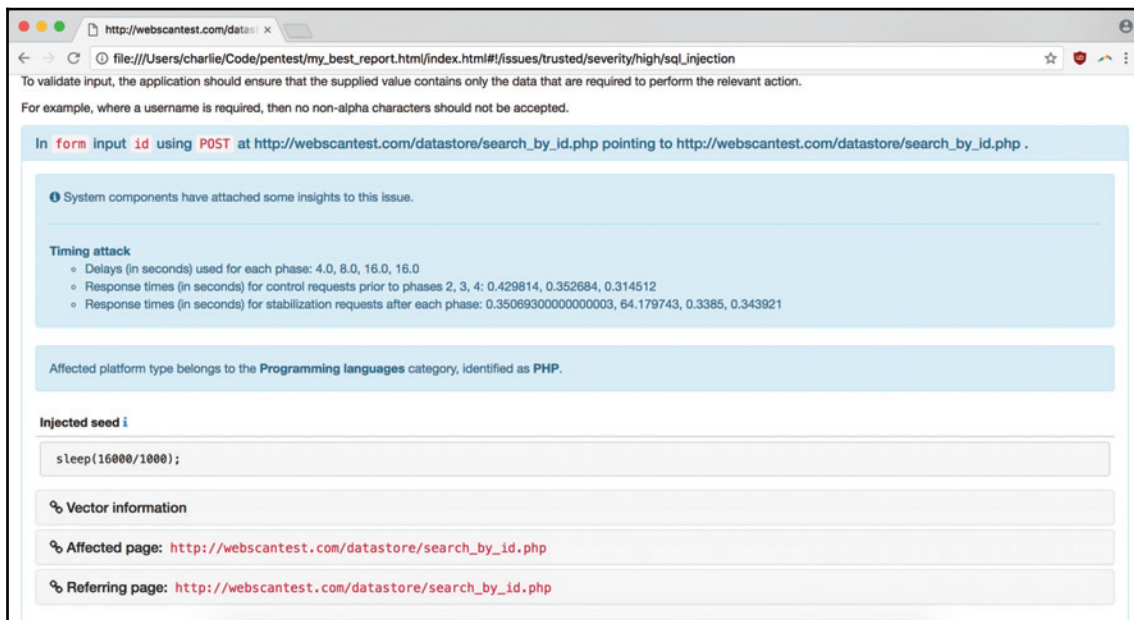 http://webscantest.com/datast
file:///Users/charlie/Code/pentest/my_best_report.html/index.html#!/issues/trusted/severity/high/sql_injection
To validate input, the application should ensure that the supplied value contains only the data that are required to perform the relevant action.
For example, where a username is required, then no non-alpha characters should not be accepted.
In form input id using POST at http://webscantest.com/datastore/search_by_id.php pointing to http://webscantest.com/datastore/search_by_id.php .
System components have attached some insights to this issue.
Timing attack
Delays (in seconds) used for each phase: 4.0, 8.0, 16.0, 16.0
Response times (in seconds) for control requests prior to phases 2, 3, 4: 0.429814, 0.352684, 0.314512
Response times (in seconds) for stabilization requests after each phase: 0.35069300000000003, 64.179743, 0.3385, 0.343921
Affected platform type belongs to the Programming languages category, identified as PHP.
Injected seed
sleep(16000/1000);
Vector information
Affected page: http://webscantest.com/datastore/search_by_id.php
Referring page: http://webscantest.com/datastore/search_by_id.php